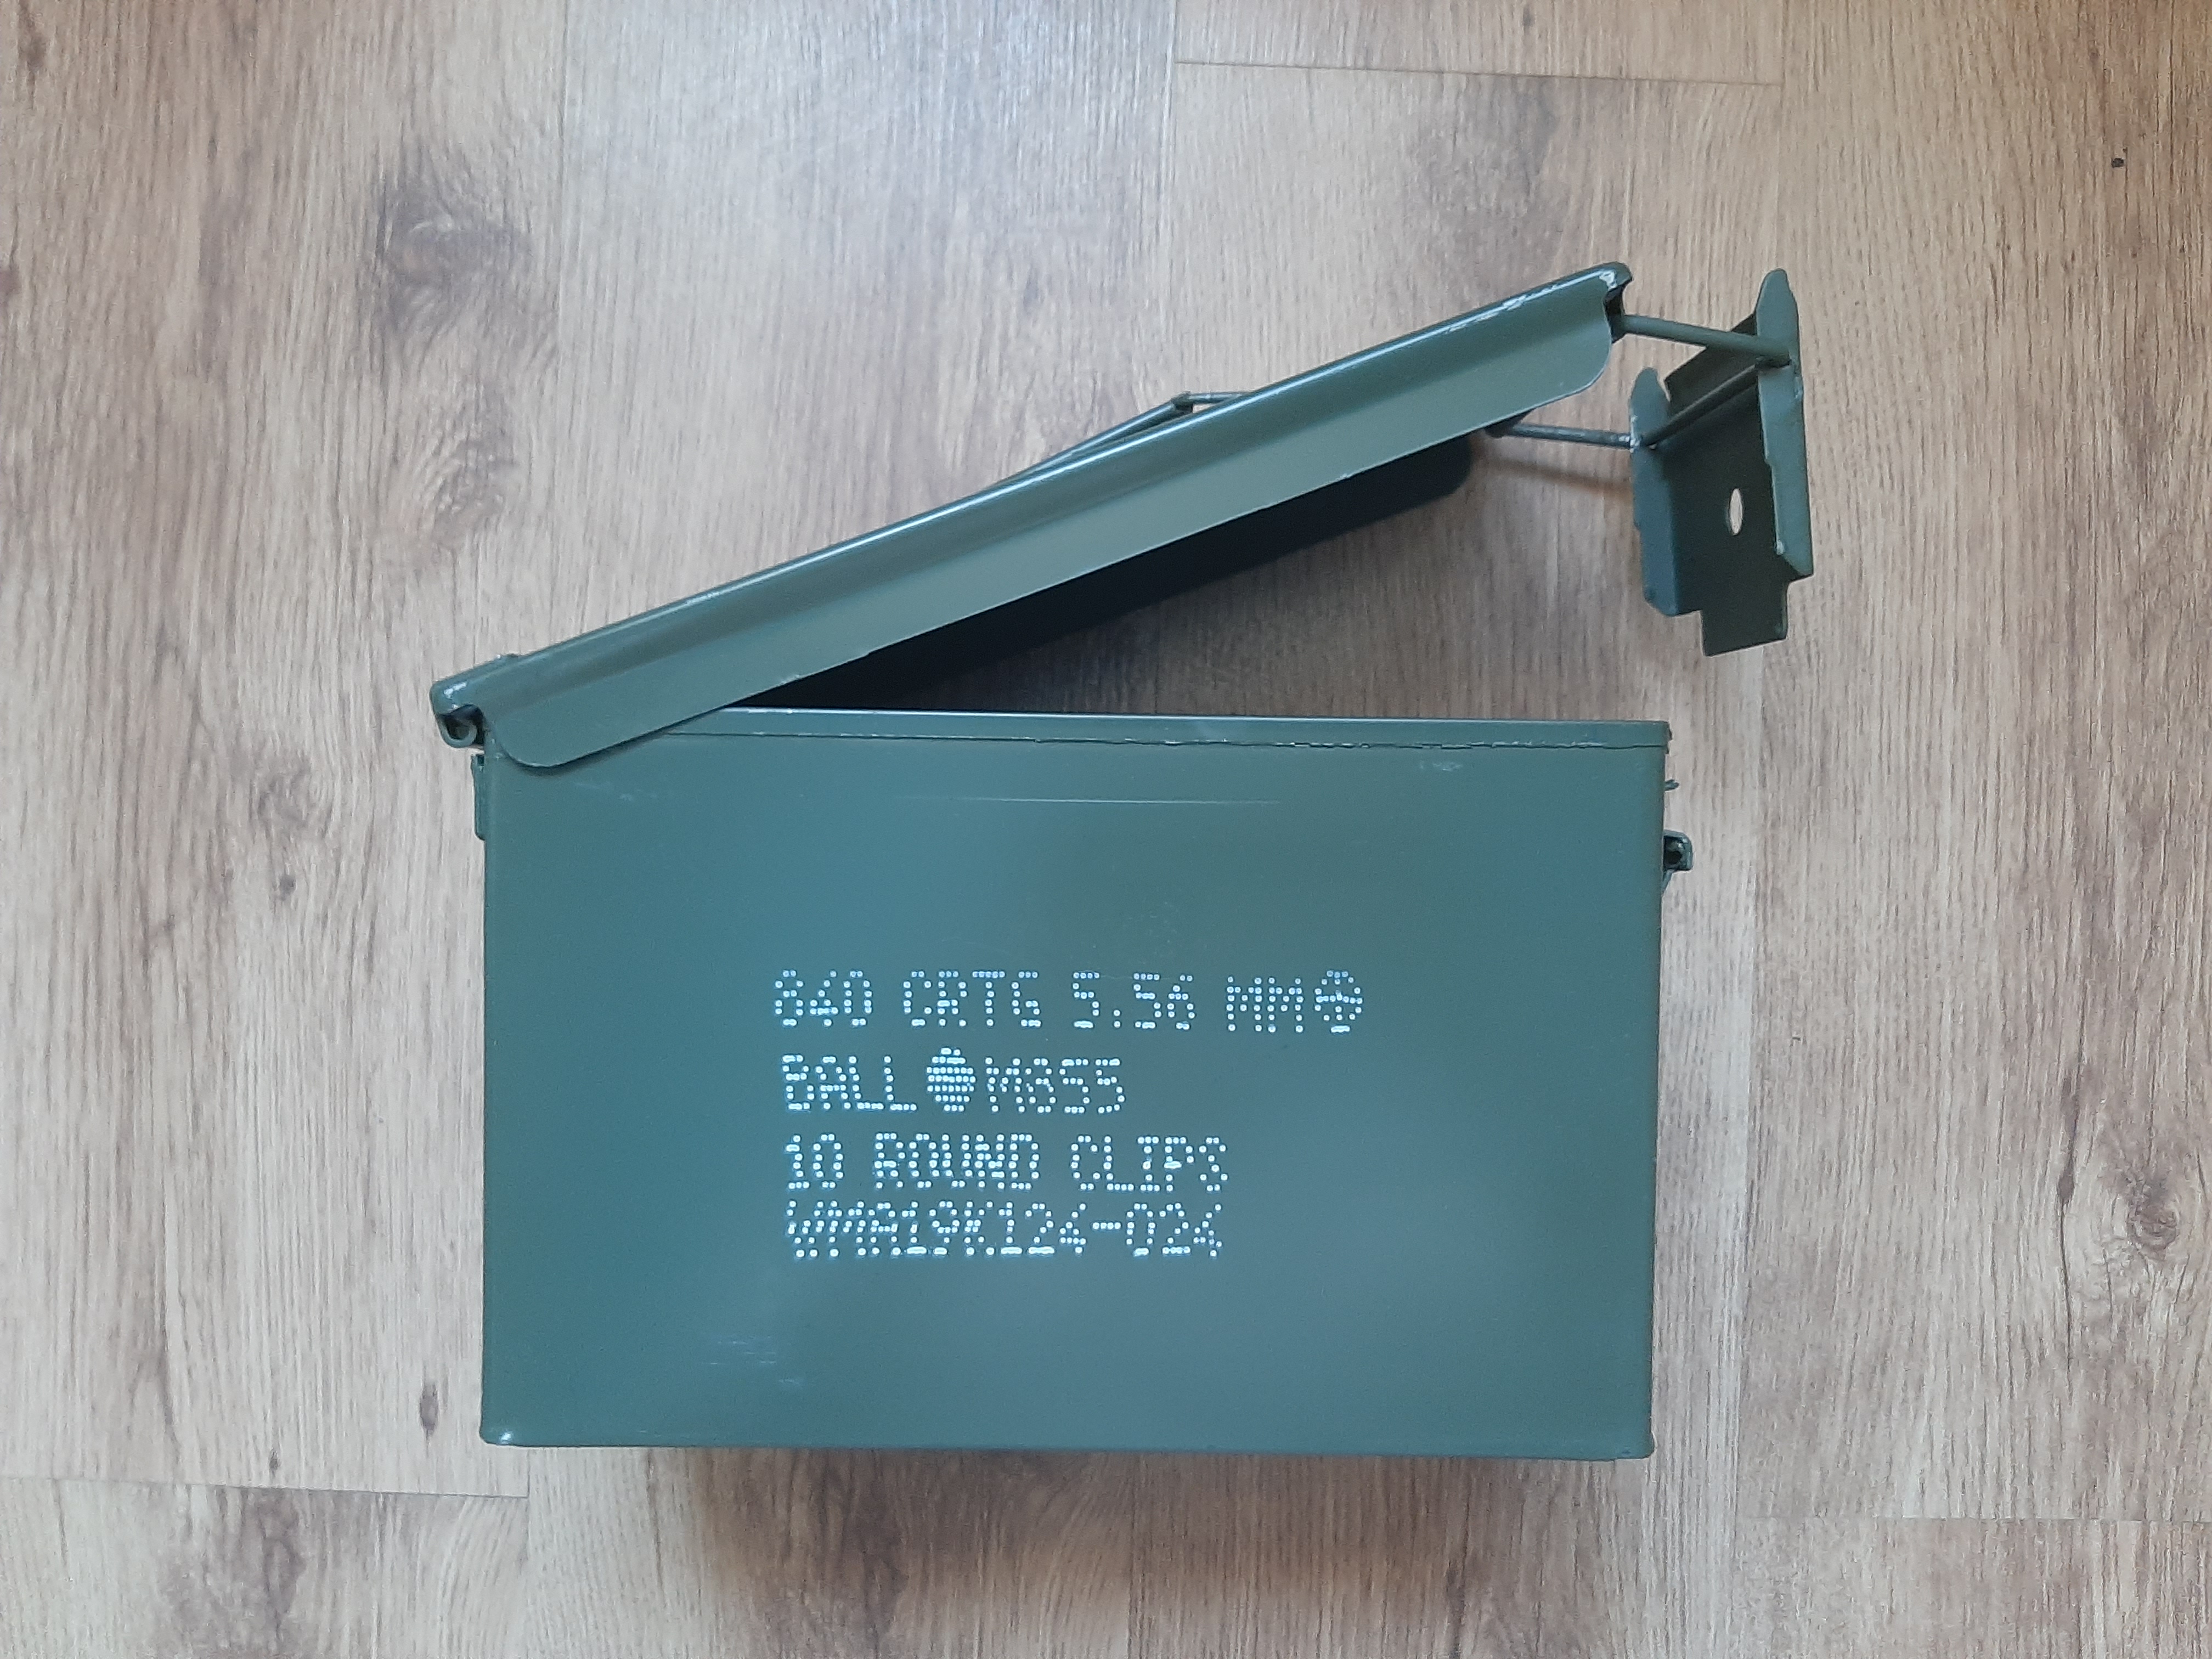 840 CRTG 5.56 MM
BALL M855
10 ROUND CLIPS
WMA19K124-024